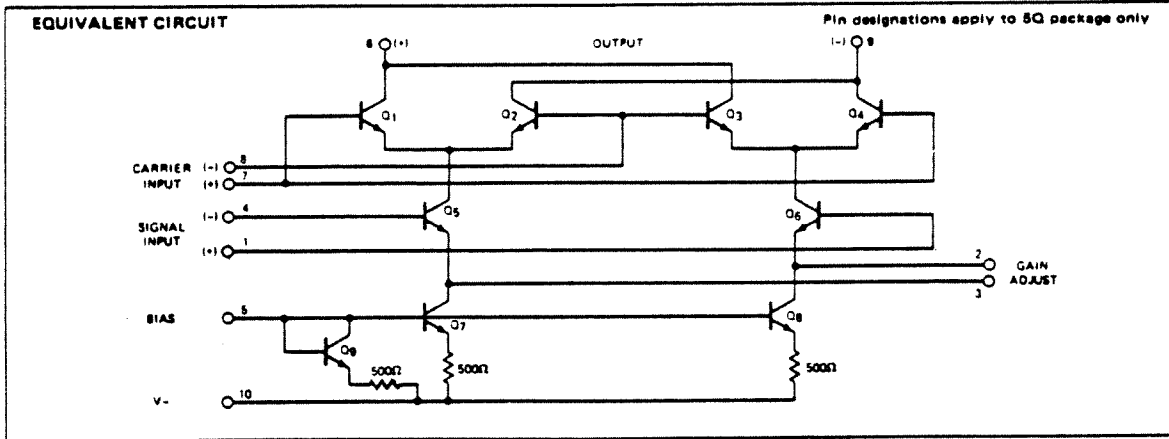 EQUIVALENT CIRCUIT
Pin designations apply to 5Q package only
6 (+)
OUTPUT
(-) 9
Q1
Q2
Q3
Q4
CARRIER INPUT
(-) 8
(+) 7
SIGNAL INPUT
(-) 4
(+) 1
Q5
Q6
2
GAIN ADJUST
3
BIAS
5
Q7
Q8
Q9
500Ω
500Ω
500Ω
V-
10